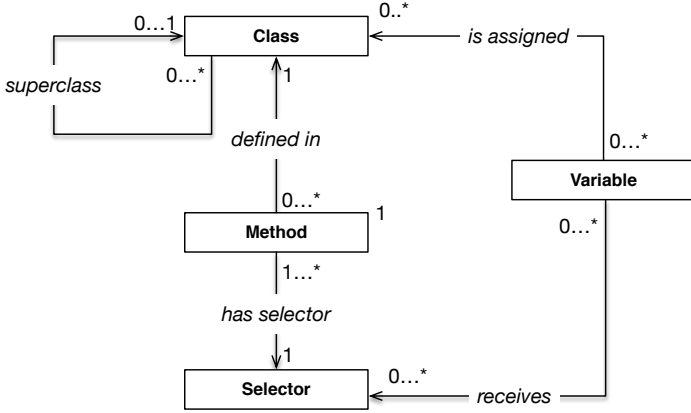 0…1
Class
0..*
is assigned
superclass
0…*
1
defined in
0…*
Variable
0…*
1
Method
0…*
1…*
has selector
1
Selector
0…*
receives